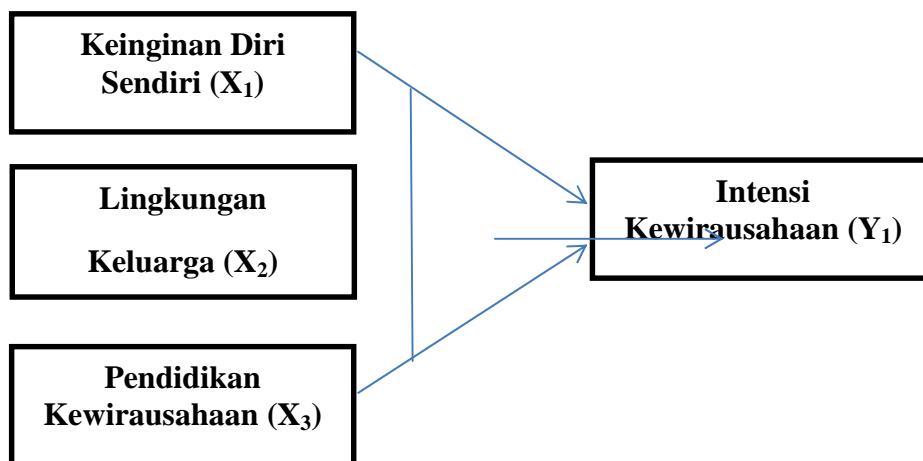 Keinginan Diri
Sendiri (X₁)
Lingkungan
Keluarga (X₂)
Pendidikan
Kewirausahaan (X₃)
Intensi
Kewirausahaan (Y₁)